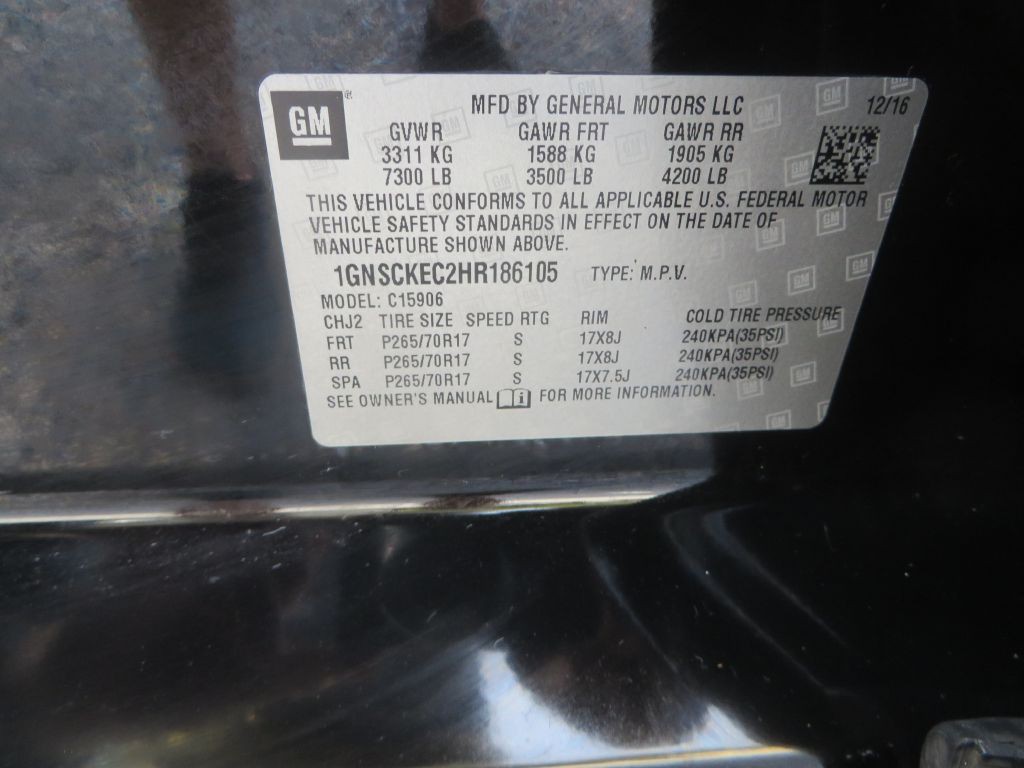 GM
MFD BY GENERAL MOTORS LLC 12/16
GVWR GAWR FRT GAWR RR
3311 KG 1588 KG 1905 KG
7300 LB 3500 LB 4200 LB
THIS VEHICLE CONFORMS TO ALL APPLICABLE U.S. FEDERAL MOTOR
VEHICLE SAFETY STANDARDS IN EFFECT ON THE DATE OF
MANUFACTURE SHOWN ABOVE.
1GNSCKEC2HR186105 TYPE: M.P.V.
MODEL: C15906
CHJ2 TIRE SIZE SPEED RTG RIM COLD TIRE PRESSURE
FRT P265/70R17 S 17X8J 240KPA(35PSI)
RR P265/70R17 S 17X8J 240KPA(35PSI)
SPA P265/70R17 S 17X7.5J 240KPA(35PSI)
SEE OWNER'S MANUAL FOR MORE INFORMATION.